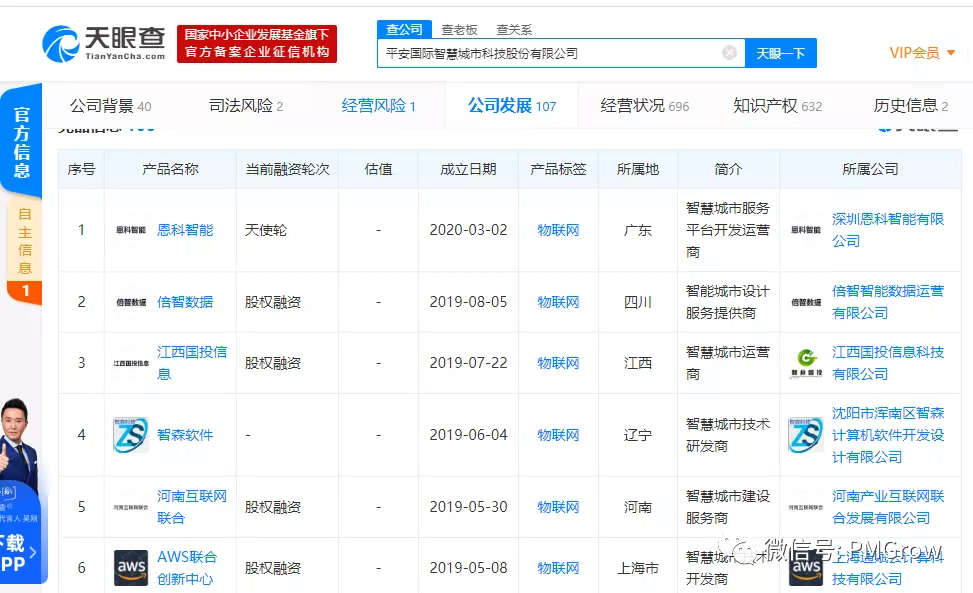 天眼查
TianYanCha.com
国家中小企业发展基金旗下
官方备案企业征信机构
查公司 查老板 查关系
平安国际智慧城市科技股份有限公司
天眼一下
VIP会员
公司背景 40 司法风险 2 经营风险 1 公司发展 107 经营状况 696 知识产权 632 历史信息 2
官方信息
自主信息
1
序号 产品名称 当前融资轮次 估值 成立日期 产品标签 所属地 简介 所属公司
1 恩科智能 恩科智能 天使轮 - 2020-03-02 物联网 广东
智慧城市服务
平台开发运营
商
恩科智能
深圳恩科智能有限
公司
2 倍智数据 倍智数据 股权融资 - 2019-08-05 物联网 四川
智能城市设计
服务提供商
倍智数据
倍智智能数据运营
有限公司
3 江西国投信息
江西国投信
息
股权融资 - 2019-07-22 物联网 江西
智慧城市运营
商
江西国投信息科技
有限公司
4 智森软件 - - 2019-06-04 物联网 辽宁
智慧城市技术
研发商
沈阳市浑南区智森
计算机软件开发设
计有限公司
5 河南互联网联合
河南互联网
联合
股权融资 - 2019-05-30 物联网 河南
智慧城市建设
服务商
河南互联网联合
河南产业互联网联
合发展有限公司
6 aws
AWS联合
创新中心
股权融资 - 2019-05-08 物联网 上海市
开发商
aws
技有限公司
微信号: PMGrow